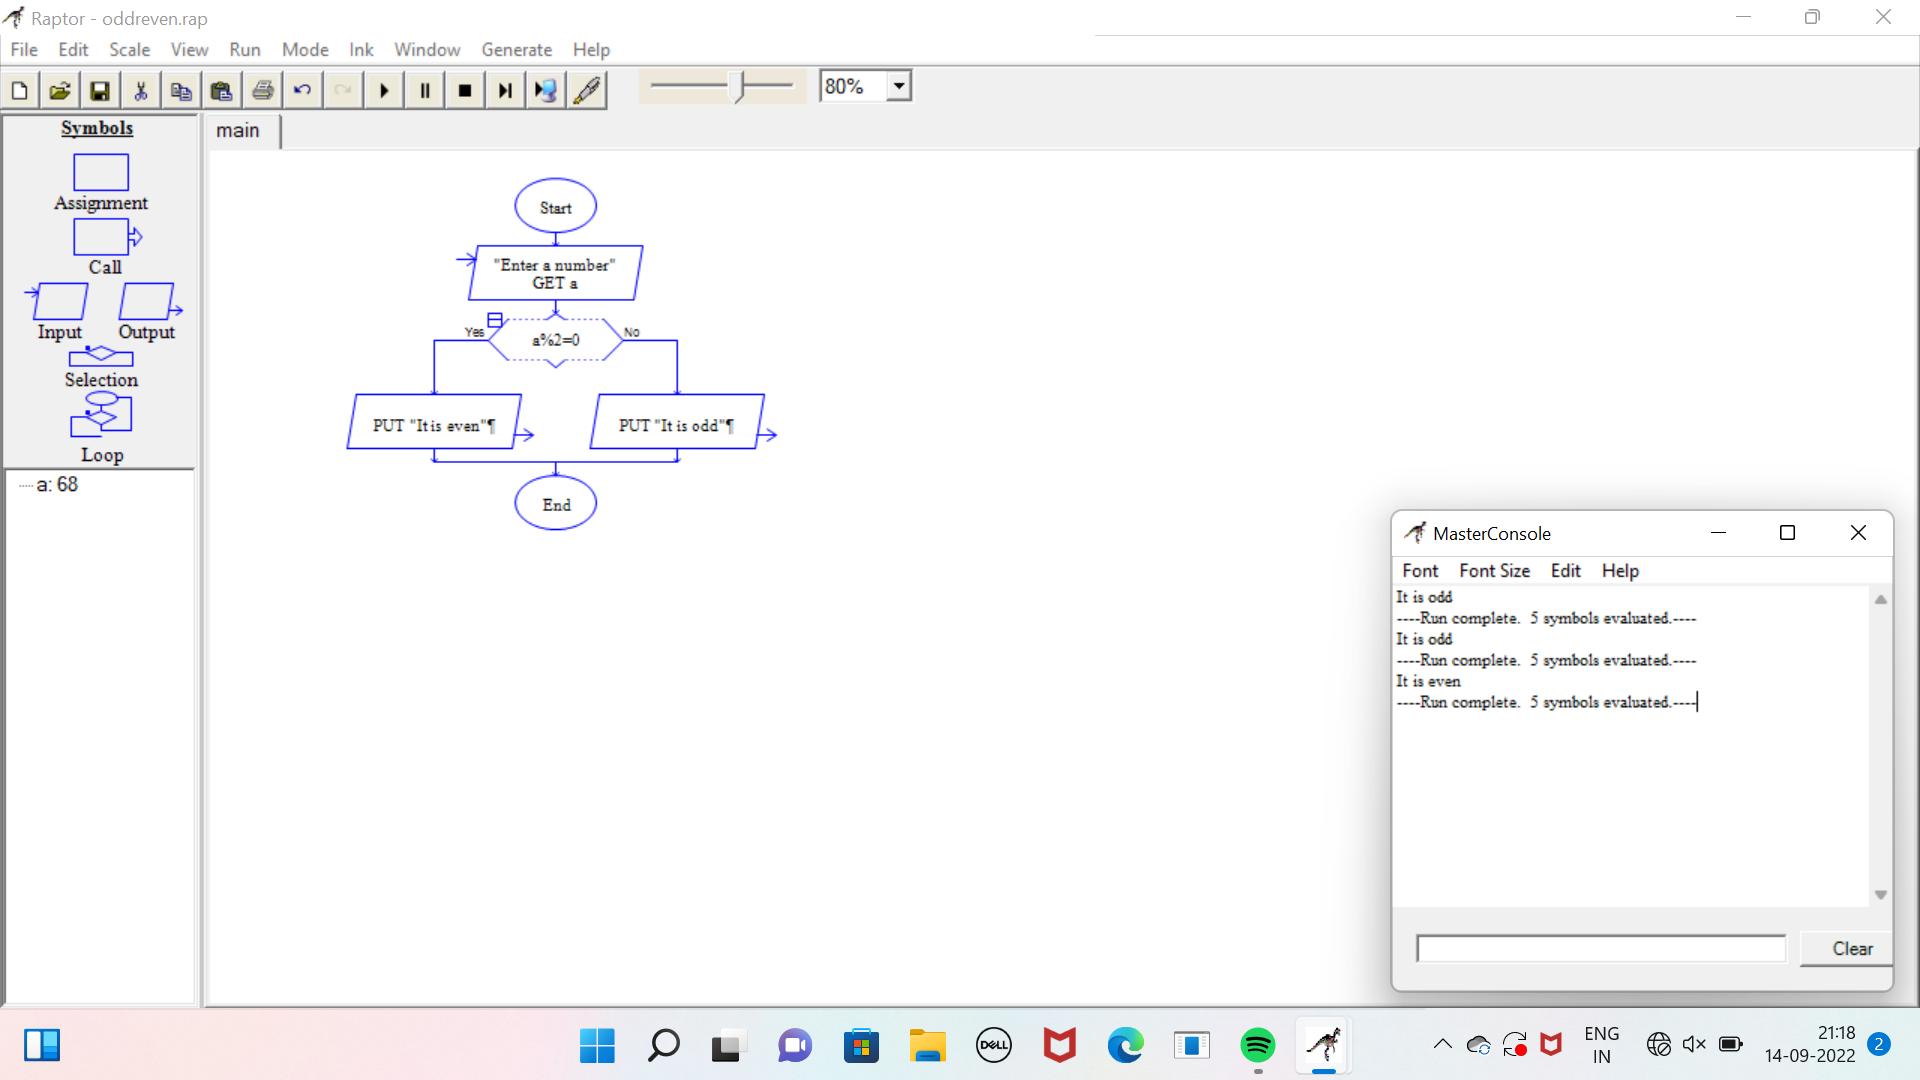 Raptor - oddreven.rap
File Edit Scale View Run Mode Ink Window Generate Help
80%
Symbols
Assignment
Call
Input Output
Selection
Loop
a: 68
main
Start
"Enter a number"
GET a
Yes
No
a%2=0
PUT "It is even"¶
PUT "It is odd"¶
End
MasterConsole
Font Font Size Edit Help
It is odd
----Run complete.  5 symbols evaluated.----
It is odd
----Run complete.  5 symbols evaluated.----
It is even
----Run complete.  5 symbols evaluated.----
Clear
DELL
ENG
IN
21:18
14-09-2022
2